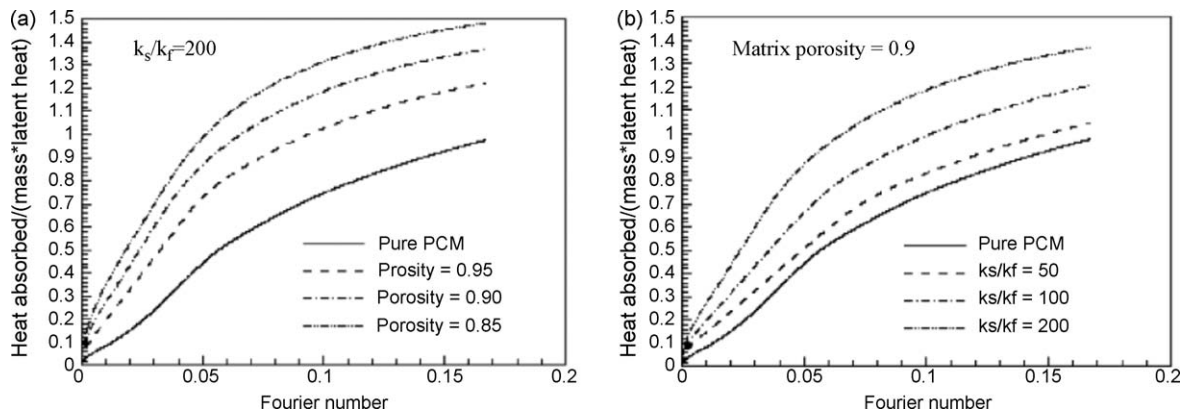 (a)
Heat absorbed/(mass*latent heat)
1.5
1.4
1.3
1.2
1.1
1
0.9
0.8
0.7
0.6
0.5
0.4
0.3
0.2
0.1
0
ks/kf=200
Pure PCM
Prosity = 0.95
Porosity = 0.90
Porosity = 0.85
0
0.05
0.1
0.15
0.2
Fourier number
(b)
Heat absorbed/(mass*latent heat)
1.5
1.4
1.3
1.2
1.1
1
0.9
0.8
0.7
0.6
0.5
0.4
0.3
0.2
0.1
0
Matrix porosity = 0.9
Pure PCM
ks/kf = 50
ks/kf = 100
ks/kf = 200
0
0.05
0.1
0.15
0.2
Fourier number